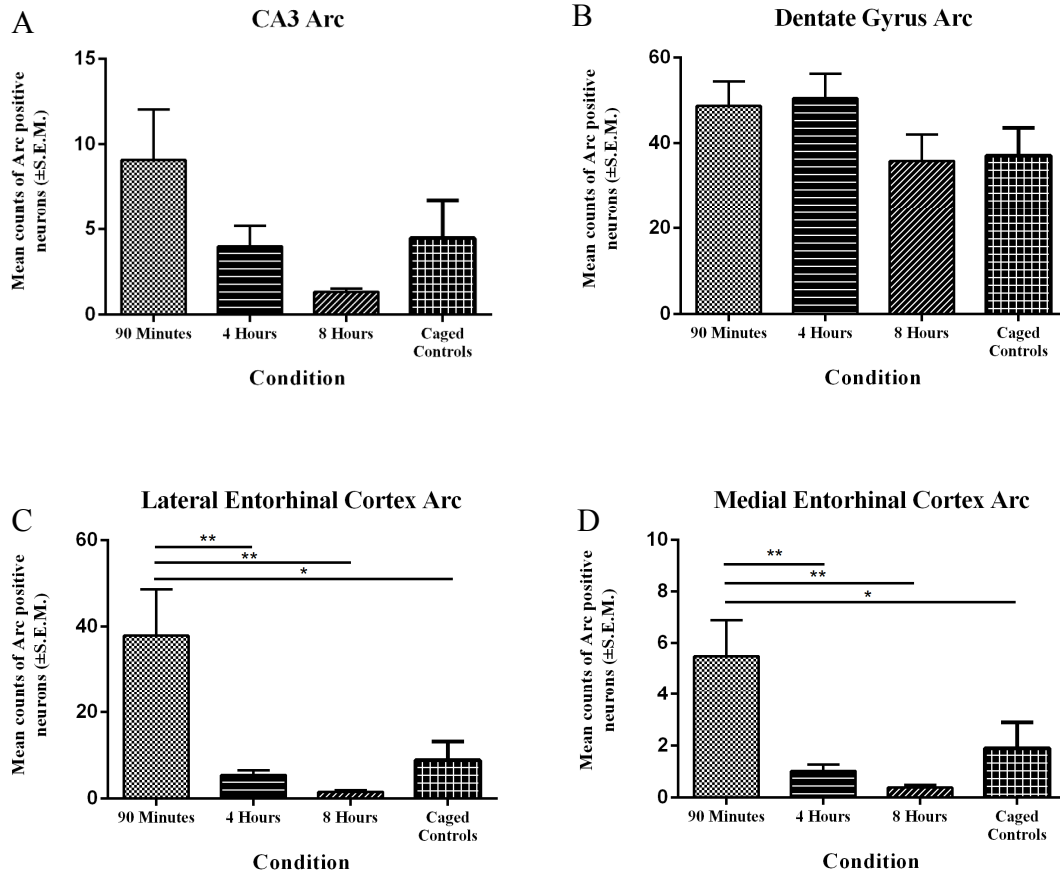 A
CA3 Arc
Mean counts of Arc positive
neurons (±S.E.M.)
15
10
5
0
90 Minutes
4 Hours
8 Hours
Caged
Controls
Condition
B
Dentate Gyrus Arc
Mean counts of Arc positive
neurons (±S.E.M.)
60
40
20
0
90 Minutes
4 Hours
8 Hours
Caged
Controls
Condition
C
Lateral Entorhinal Cortex Arc
Mean counts of Arc positive
neurons (±S.E.M.)
60
40
20
0
**
**
*
90 Minutes
4 Hours
8 Hours
Caged
Controls
Condition
D
Medial Entorhinal Cortex Arc
Mean counts of Arc positive
neurons (±S.E.M.)
10
8
6
4
2
0
**
**
*
90 Minutes
4 Hours
8 Hours
Caged
Controls
Condition